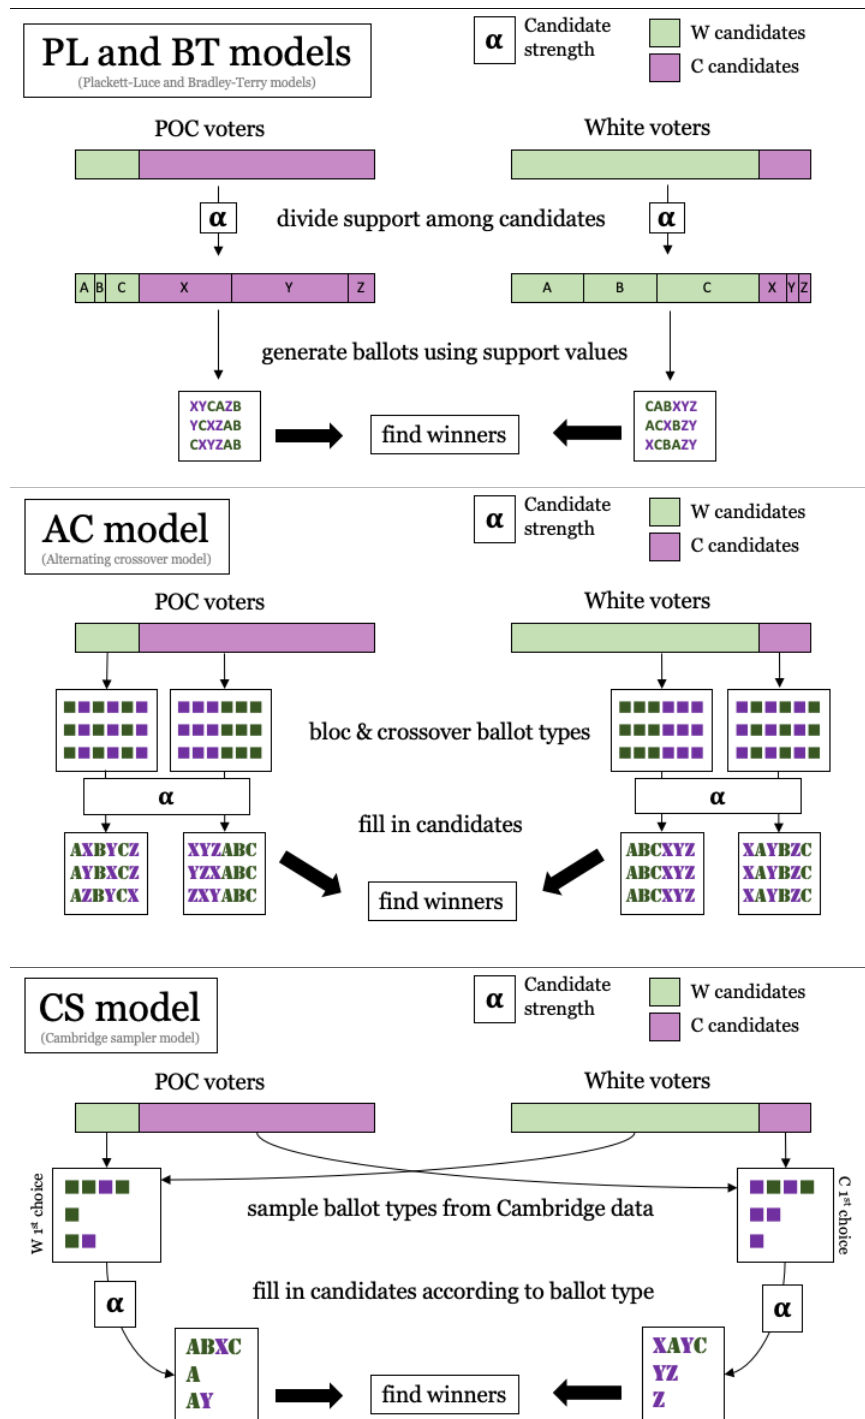 PL and BT models
(Plackett-Luce and Bradley-Terry models)
α
Candidate
strength
W candidates
C candidates
POC voters
White voters
α
divide support among candidates
α
A B C X Y Z
A B C X Y Z
generate ballots using support values
XYCAZB
YCXZAB
CXYZAB
find winners
CABXYZ
ACXBZY
XCBAZY
AC model
(Alternating crossover model)
α
Candidate
strength
W candidates
C candidates
POC voters
White voters
bloc & crossover ballot types
α
α
fill in candidates
AXBYCZ
AYBXCZ
AZBYCX
XYZABC
YZXABC
ZXYABC
find winners
ABCXYZ
ABCXYZ
ABCXYZ
XAYBZC
XAYBZC
XAYBZC
CS model
(Cambridge sampler model)
α
Candidate
strength
W candidates
C candidates
POC voters
White voters
W 1st choice
sample ballot types from Cambridge data
C 1st choice
α
fill in candidates according to ballot type
α
ABXC
A
AY
find winners
XAYC
YZ
Z